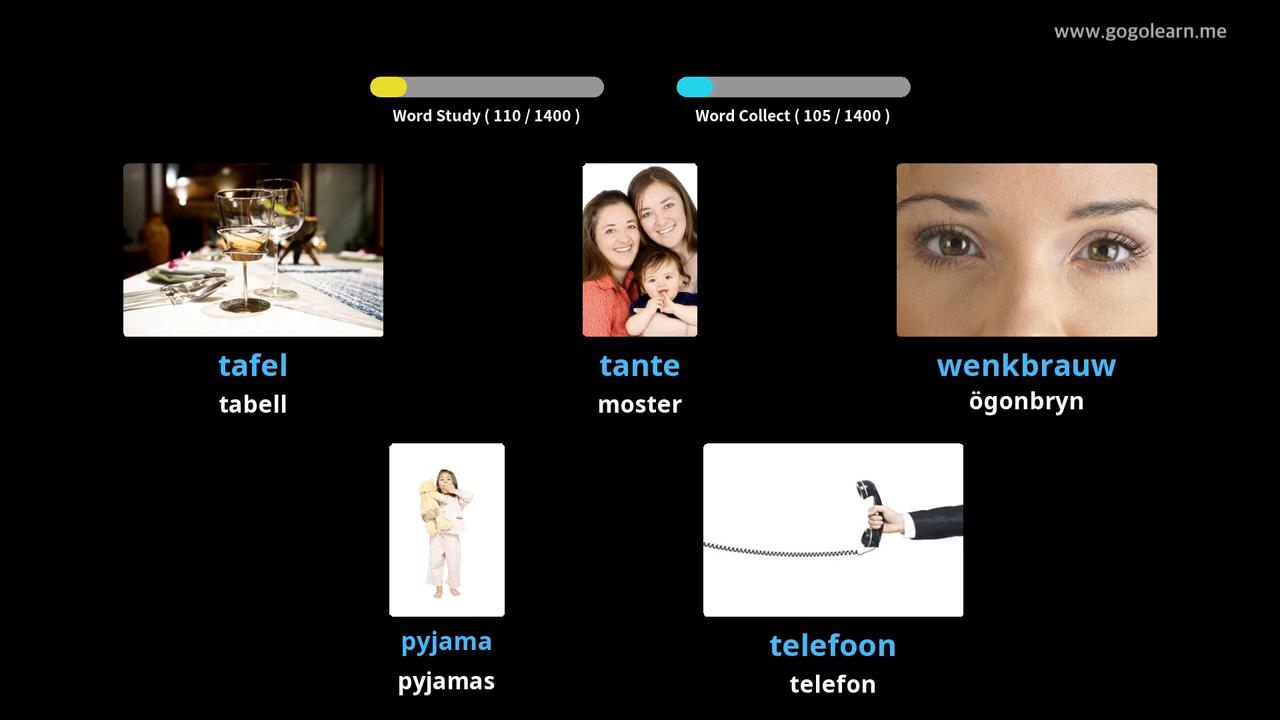 www.gogolearn.me
Word Study ( 110 / 1400 )
Word Collect ( 105 / 1400 )
tafel
tabell
tante
moster
wenkbrauw
ögonbryn
pyjama
pyjamas
telefoon
telefon